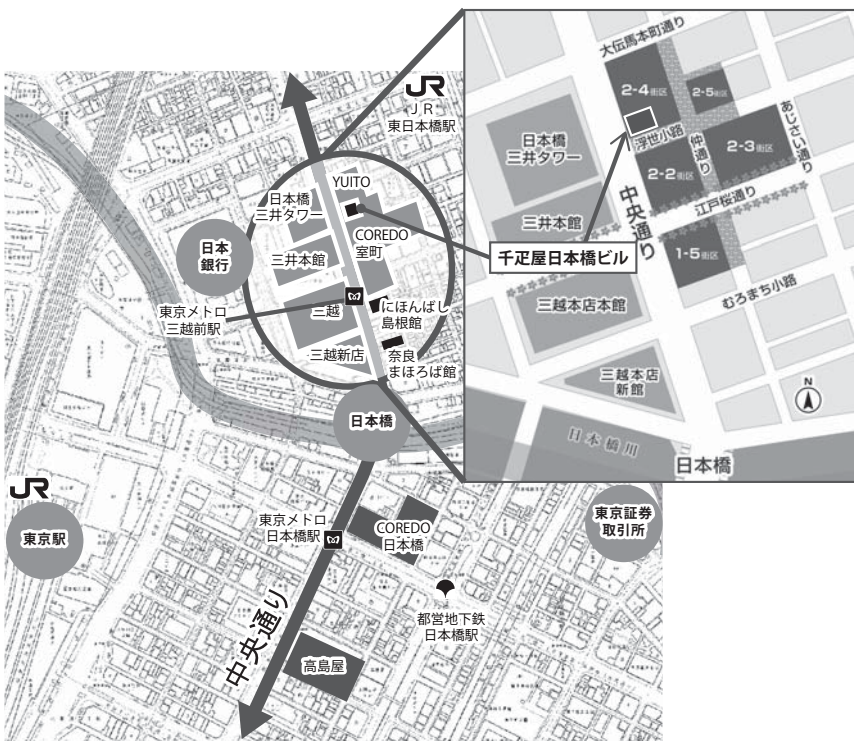 JR
JR
東日本橋駅
YUITO
日本橋
三井タワー
COREDO
室町
三井本館
日本
銀行
東京メトロ
三越前駅
三越
にほんばし
島根館
三越新店
奈良
まほろば館
日本橋
JR
東京駅
東京メトロ
日本橋駅
COREDO
日本橋
東京証券
取引所
都営地下鉄
日本橋駅
中央通り
高島屋
大伝馬本町通り
2-4街区
2-5街区
あじさい通り
日本橋
三井タワー
浮世小路
仲通り
2-3街区
2-2街区
中央通り
江戸桜通り
三井本館
千疋屋日本橋ビル
1-5街区
むろまち小路
三越本店本館
三越本店
新館
N
日本橋川
日本橋